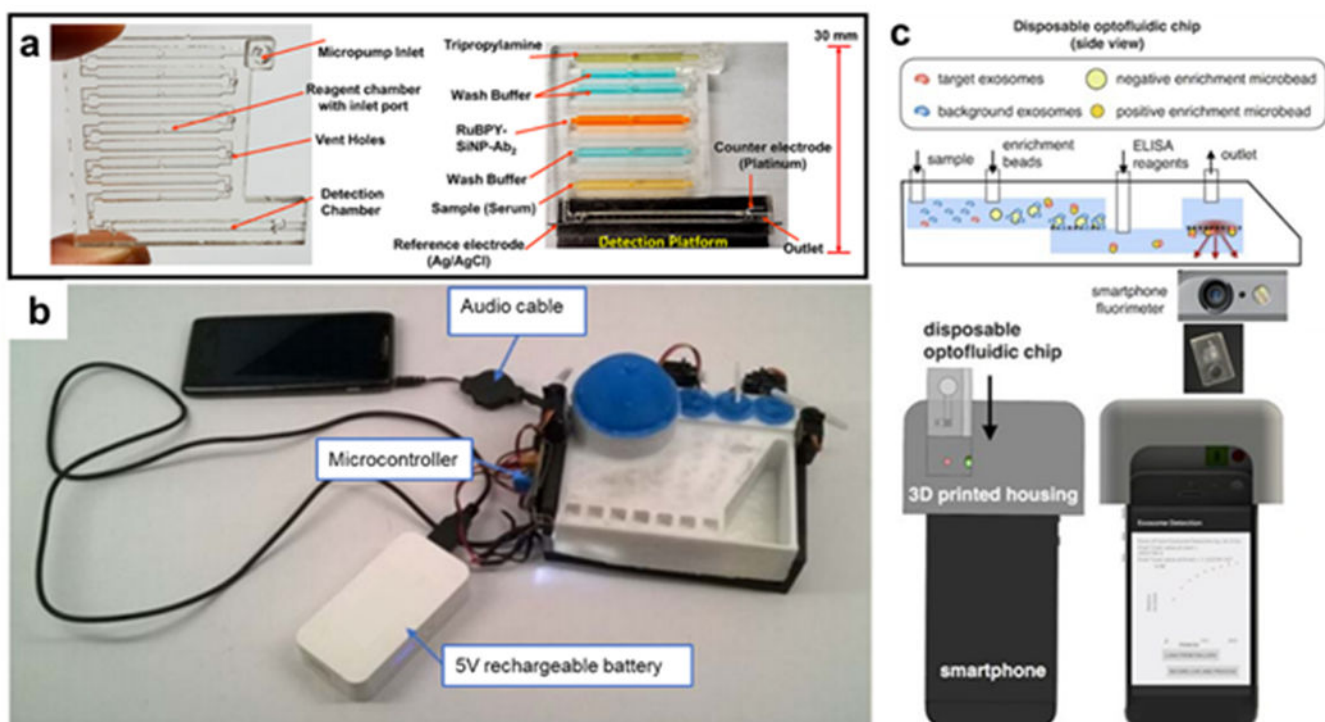 a
Micropump Inlet
Reagent chamber
with inlet port
Vent Holes
Detection
Chamber
Tripropylamine
Wash Buffer
RuBPY-
SiNP-Ab2
Wash Buffer
Sample (Serum)
Reference electrode
(Ag/AgCl)
30 mm
Counter electrode
(Platinum)
Detection Platform
Outlet
b
Audio cable
Microcontroller
5V rechargeable battery
c
Disposable optofluidic chip
(side view)
target exosomes
negative enrichment microbead
background exosomes
positive enrichment microbead
sample
enrichment
beads
ELISA
reagents
outlet
smartphone
fluorimeter
disposable
optofluidic chip
3D printed housing
smartphone
Exosome Detection